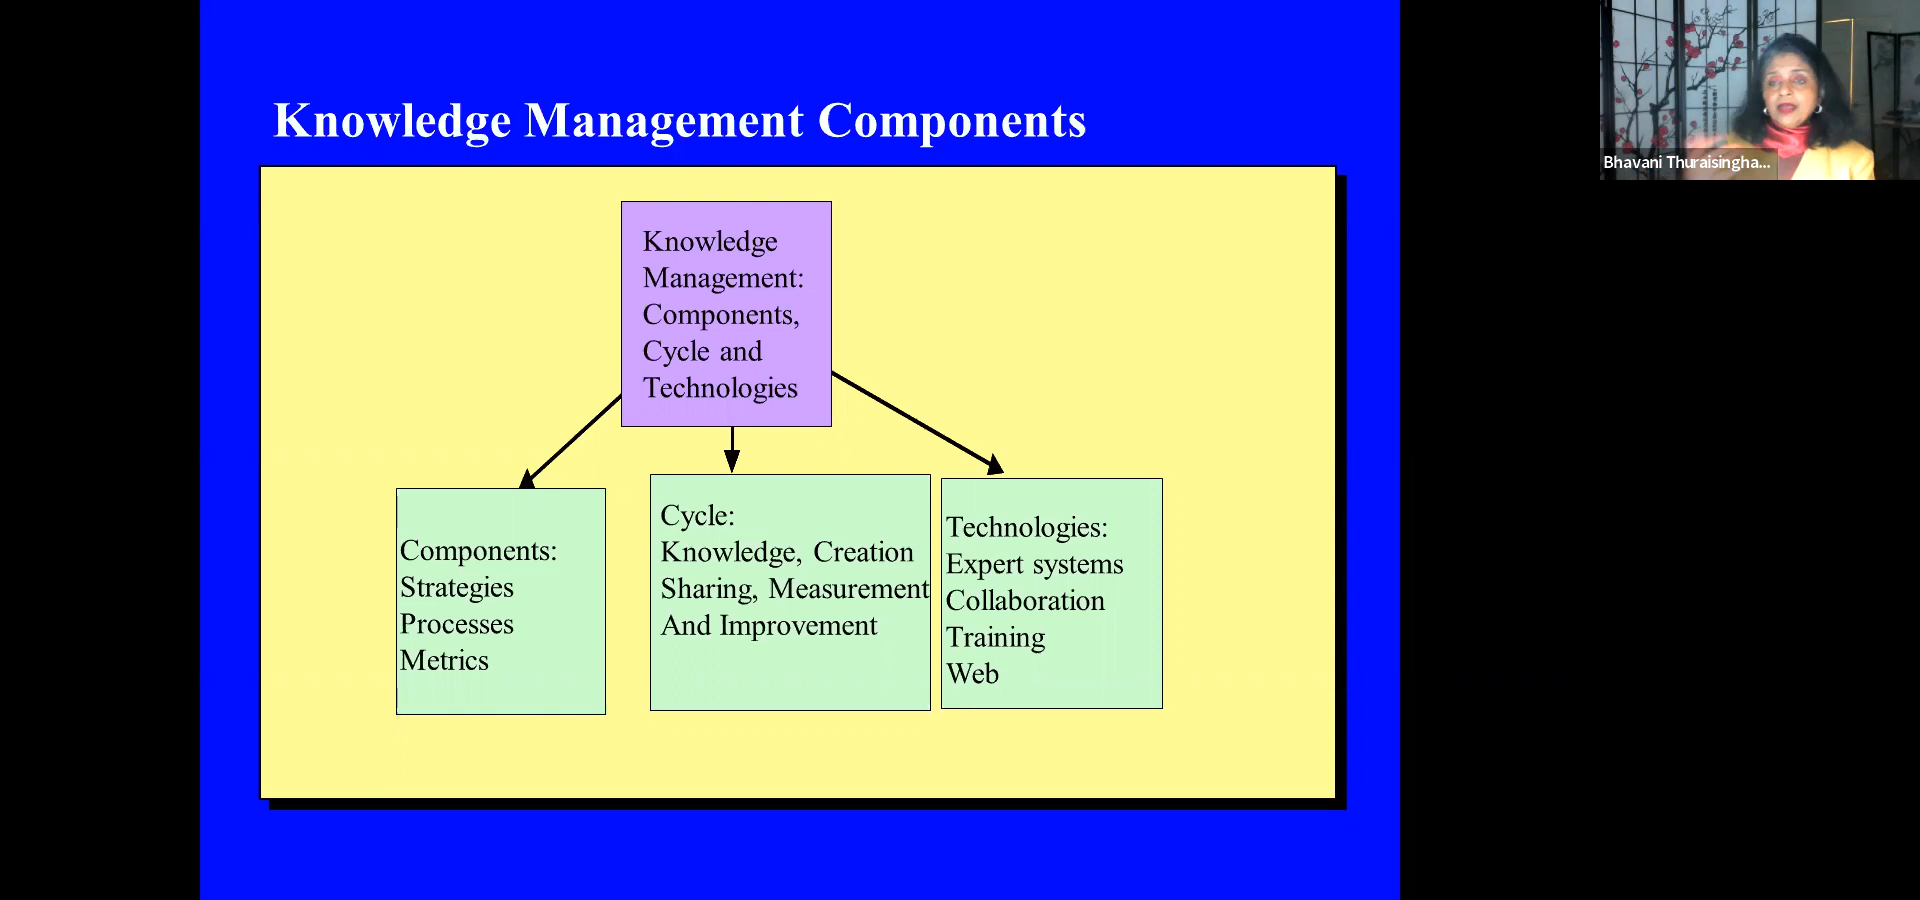 Knowledge Management Components
Knowledge
Management:
Components,
Cycle and
Technologies
Components:
Strategies
Processes
Metrics
Cycle:
Knowledge, Creation
Sharing, Measurement
And Improvement
Technologies:
Expert systems
Collaboration
Training
Web
Bhavani Thuraisingha...